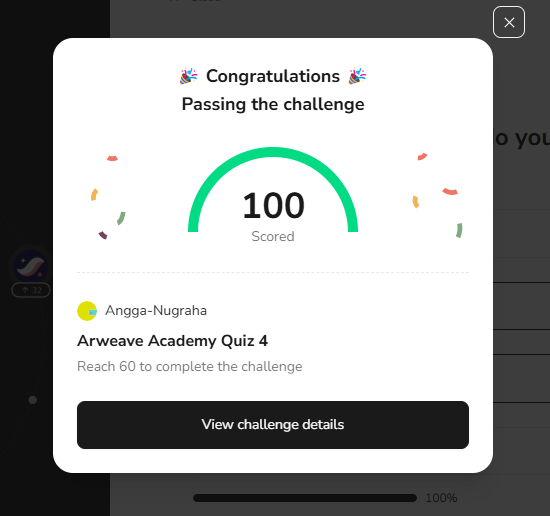 Congratulations
Passing the challenge
o you
100
Scored
32
Angga-Nugraha
Arweave Academy Quiz 4
Reach 60 to complete the challenge
View challenge details
100%